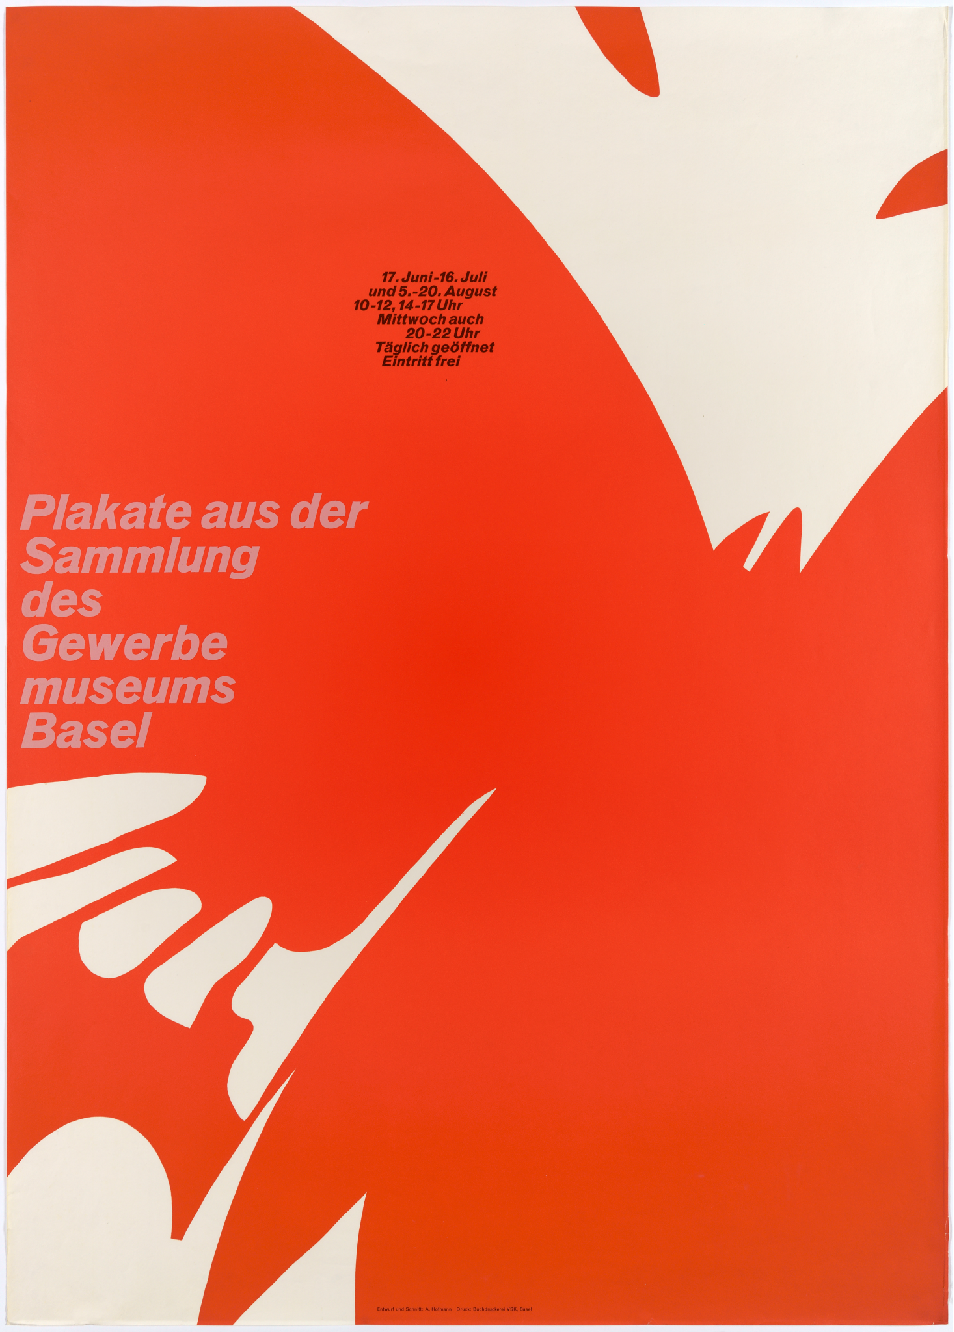 17. Juni-16. Juli
und 5.-20. August
10-12, 14-17 Uhr
Mittwoch auch
20-22 Uhr
Täglich geöffnet
Eintritt frei
Plakate aus der
Sammlung
des
Gewerbe
museums
Basel